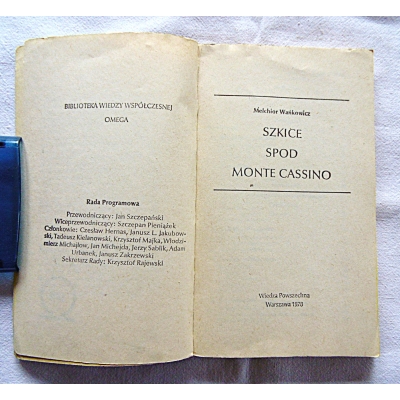 BIBLIOTEKA WIEDZY WSPÓŁCZESNEJ
OMEGA
Rada Programowa
Przewodniczący: Jan Szczepański
Wiceprzewodniczący: Szczepan Pieniążek
Członkowie: Czesław Hernas, Janusz L. Jakubow-
ski, Tadeusz Kielanowski, Krzysztof Majka, Włodzi-
mierz Michajłow, Jan Michejda, Jerzy Sablik, Adam
Urbanek, Janusz Zakrzewski
Sekretarz Rady: Krzysztof Rajewski
Melchior Wańkowicz
SZKICE
SPOD
MONTE CASSINO
Wiedza Powszechna
Warszawa 1978